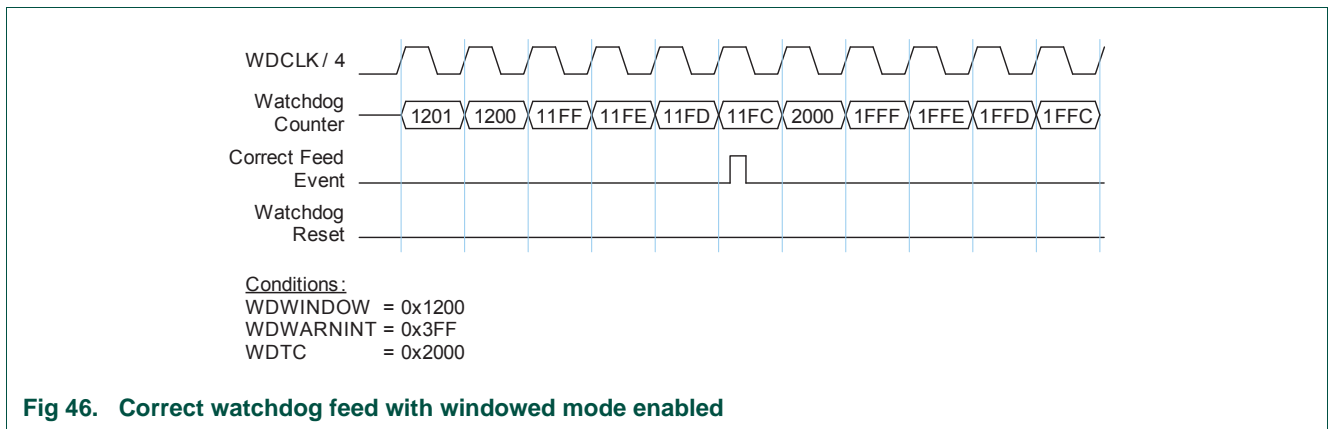 WDCLK / 4
Watchdog
Counter
1201 1200 11FF 11FE 11FD 11FC 2000 1FFF 1FFE 1FFD 1FFC
Correct Feed
Event
Watchdog
Reset
Conditions:
WDWINDOW = 0x1200
WDWARNINT = 0x3FF
WDTC = 0x2000
Fig 46. Correct watchdog feed with windowed mode enabled